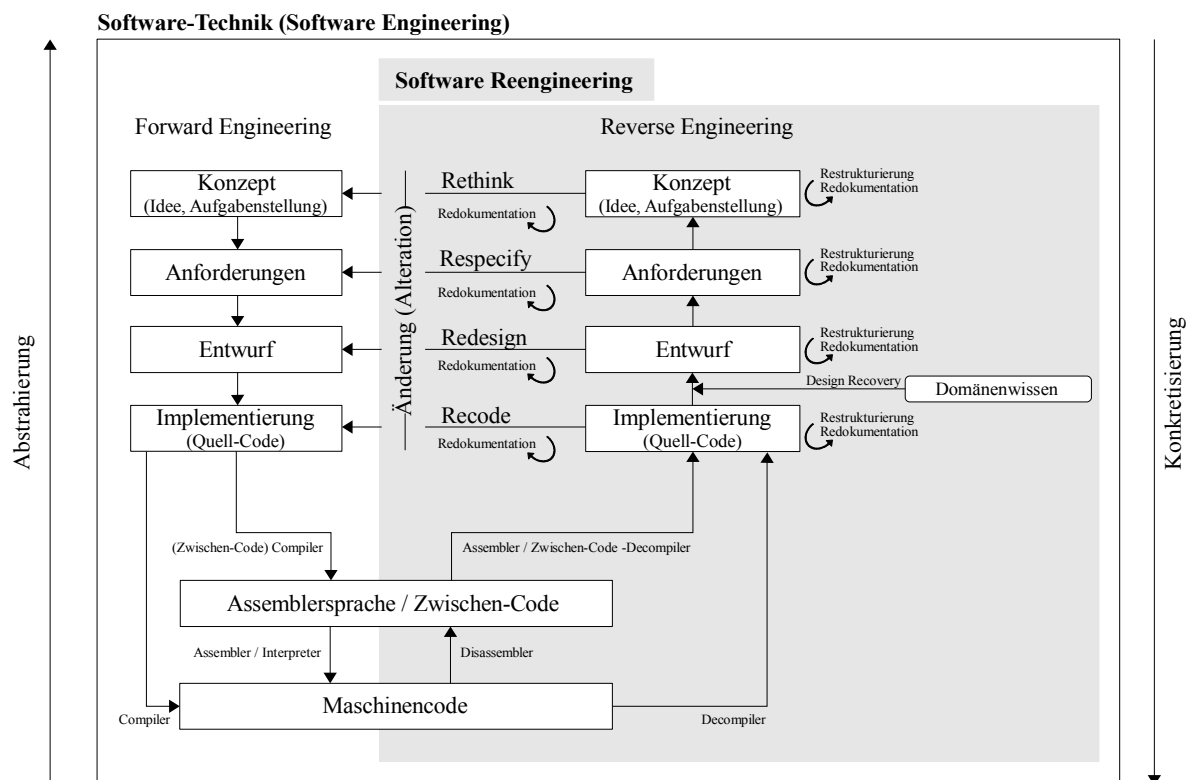 Software-Technik (Software Engineering)
Software Reengineering
Forward Engineering
Reverse Engineering
Abstrahierung
Konkretisierung
Änderung (Alteration)
Konzept
(Idee, Aufgabenstellung)
Rethink
Redokumentation
Konzept
(Idee, Aufgabenstellung)
Restrukturierung
Redokumentation
Anforderungen
Respecify
Redokumentation
Anforderungen
Restrukturierung
Redokumentation
Entwurf
Redesign
Redokumentation
Entwurf
Restrukturierung
Redokumentation
Design Recovery
Domänenwissen
Implementierung
(Quell-Code)
Recode
Redokumentation
Implementierung
(Quell-Code)
Restrukturierung
Redokumentation
(Zwischen-Code) Compiler
Assembler / Zwischen-Code -Decompiler
Assemblersprache / Zwischen-Code
Assembler / Interpreter
Disassembler
Maschinencode
Compiler
Decompiler